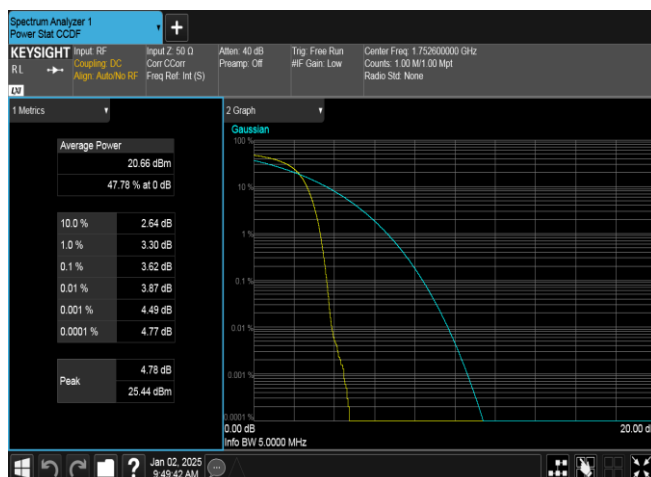 Spectrum Analyzer 1
Power Stat CCDF
+
KEYSIGHT
RL
LXI
Input: RF
Coupling: DC
Align: Auto/No RF
Input Z: 50 Ω
Corr CCorr
Freq Ref: Int (S)
Atten: 40 dB
Preamp: Off
Trig: Free Run
#IF Gain: Low
Center Freq: 1.752600000 GHz
Counts: 1.00 M/1.00 Mpt
Radio Std: None
1 Metrics
Average Power
20.66 dBm
47.78 % at 0 dB
10.0 % 2.64 dB
1.0 % 3.30 dB
0.1 % 3.62 dB
0.01 % 3.87 dB
0.001 % 4.49 dB
0.0001 % 4.77 dB
Peak
4.78 dB
25.44 dBm
2 Graph
Gaussian
100 %
10 %
1 %
0.1 %
0.01 %
0.001 %
0.0001 %
0.00 dB
20.00 d
Info BW 5.0000 MHz
?
Jan 02, 2025
9:49:42 AM